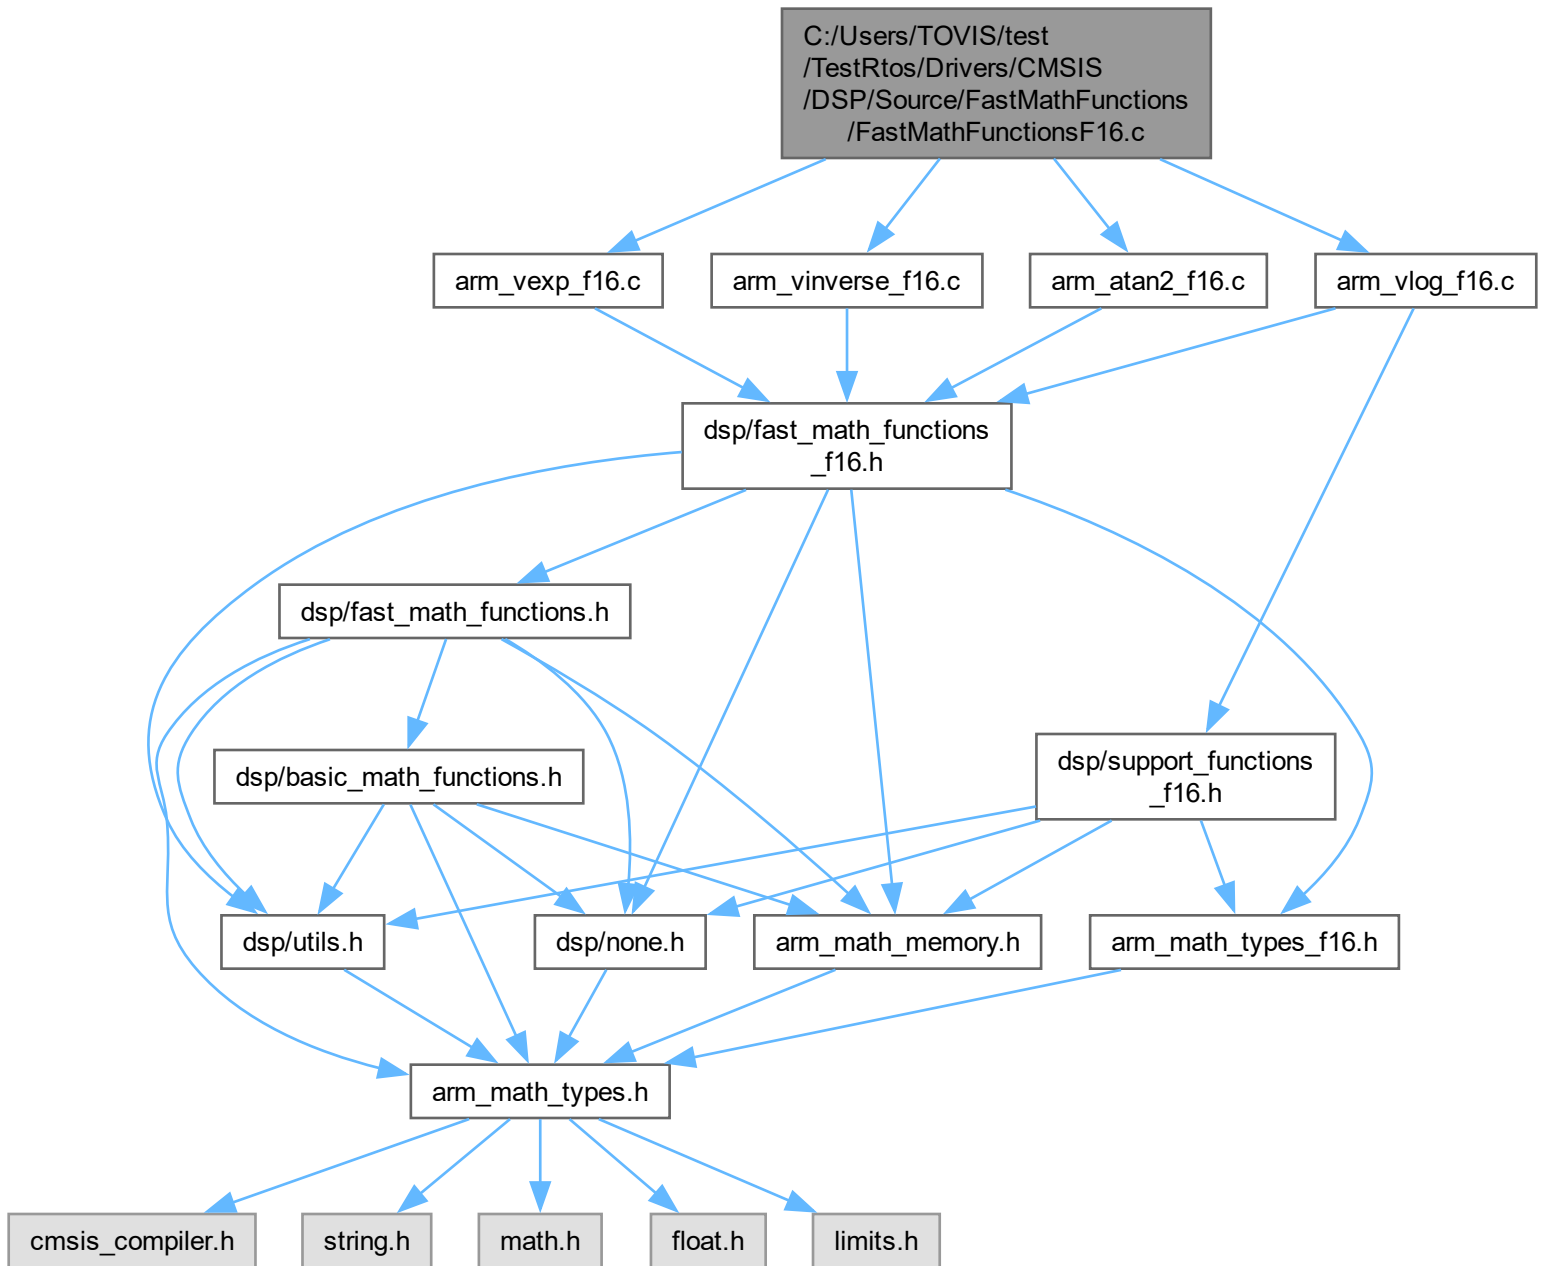 C:/Users/TOVIS/test
/TestRtos/Drivers/CMSIS
/DSP/Source/FastMathFunctions
/FastMathFunctionsF16.c
arm_vexp_f16.c
arm_vinverse_f16.c
arm_atan2_f16.c
arm_vlog_f16.c
dsp/fast_math_functions
_f16.h
dsp/fast_math_functions.h
dsp/basic_math_functions.h
dsp/support_functions
_f16.h
dsp/utils.h
dsp/none.h
arm_math_memory.h
arm_math_types_f16.h
arm_math_types.h
cmsis_compiler.h
string.h
math.h
float.h
limits.h